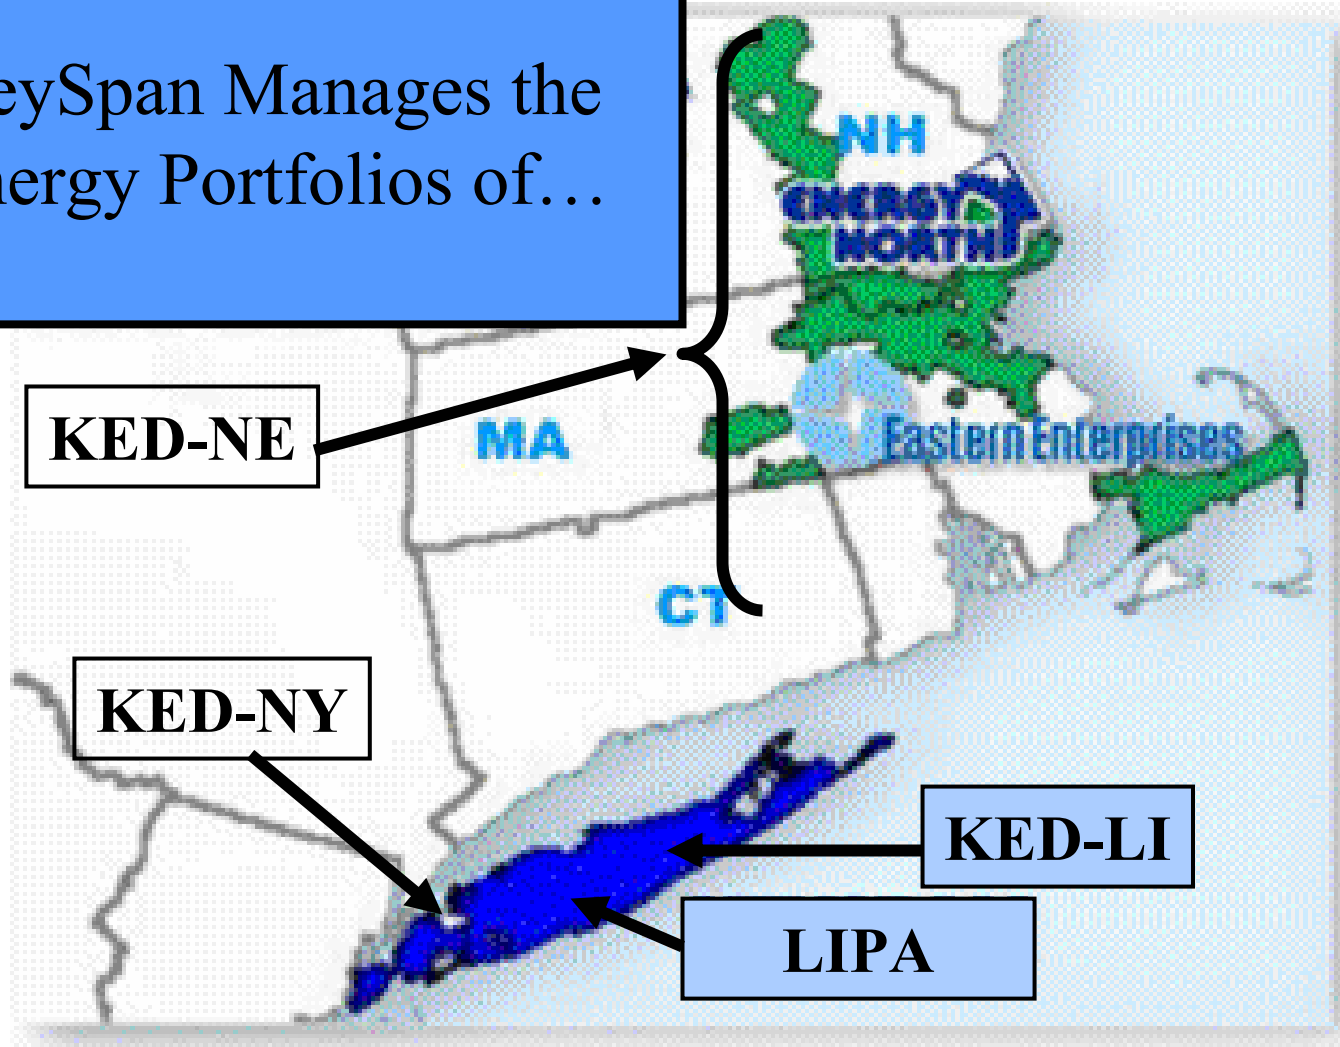 eySpan Manages the
nergy Portfolios of…
NH
ENERGY
NORTH
KED-NE
MA
Eastern Enterprises
CT
KED-NY
KED-LI
LIPA